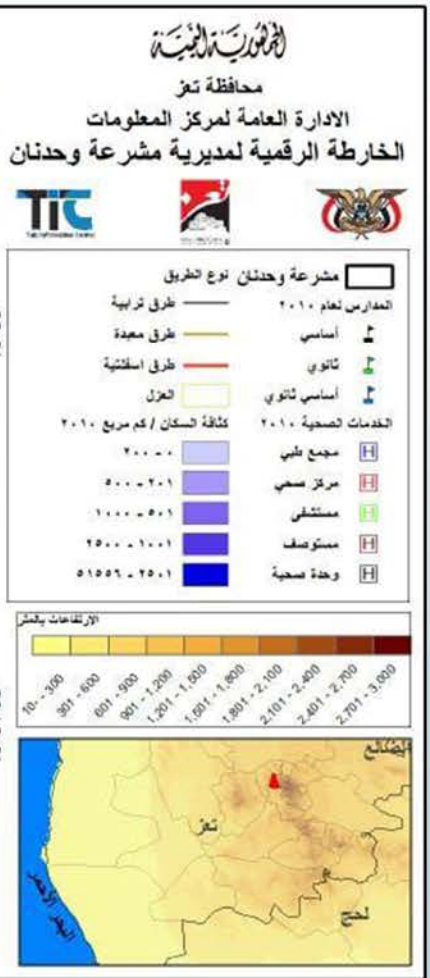 الجمهورية اليمنية
محافظة تعز
الادارة العامة لمركز المعلومات
الخارطة الرقمية لمديرية مشرعة وحدنان
TIC
تعز
مشرعة وحدنان نوع الطريق
المدارس لعام ٢٠١٠ طرق ترابية
أساسي طرق معبدة
ثانوي طرق اسفلتية
أساسي ثانوي العزل
الخدمات الصحية ٢٠١٠ كثافة السكان / كم مربع ٢٠١٠
H مجمع طبي ٠ - ٢٠٠
H مركز صحي ٢٠١ - ٥٠٠
H مستشفى ٥٠١ - ١٠٠٠
H مستوصف ١٠٠١ - ٢٥٠٠
H وحدة صحية ٢٥٠١ - ٥١٥٥٦
الارتفاعات بالمتر
10- - 300
301 - 600
601 - 900
901 - 1,200
1,201 - 1,500
1,501 - 1,800
1,801 - 2,100
2,101 - 2,400
2,401 - 2,700
2,701 - 3,000
الضالع
تعز
لحج
البحر الأحمر